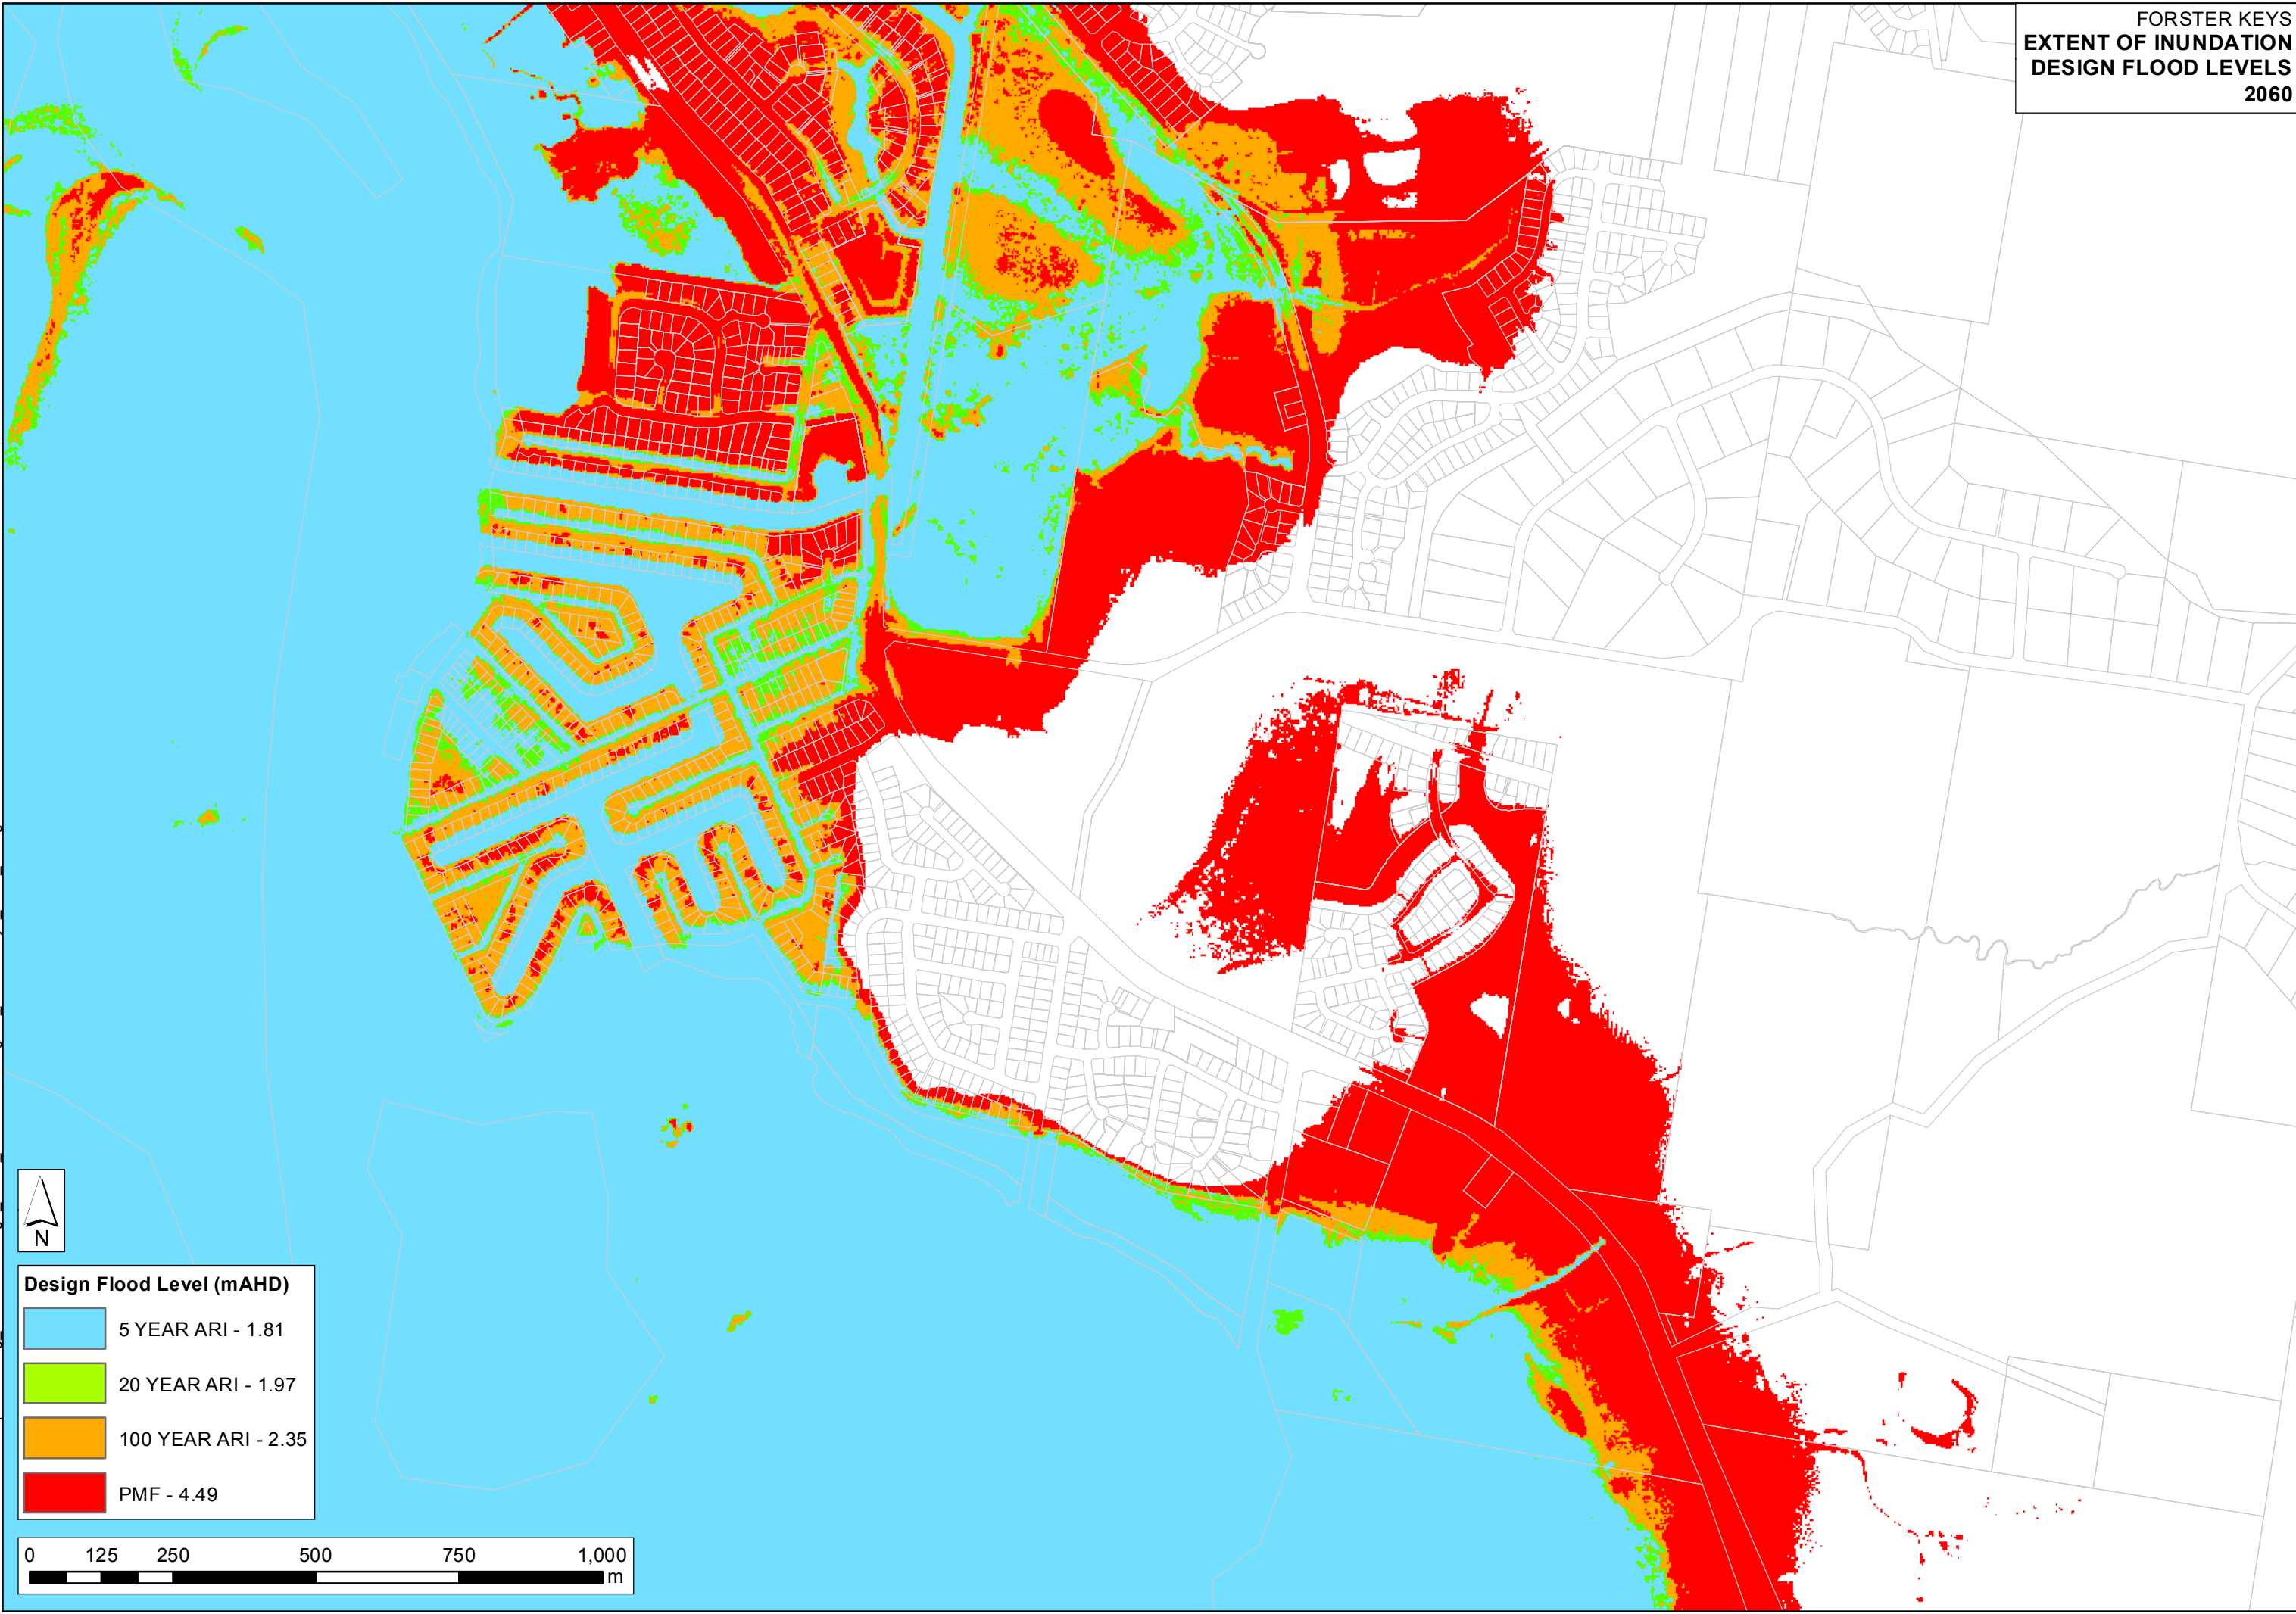 FORSTER KEYS
EXTENT OF INUNDATION
DESIGN FLOOD LEVELS
2060
N
Design Flood Level (mAHD)
5 YEAR ARI - 1.81
20 YEAR ARI - 1.97
100 YEAR ARI - 2.35
PMF - 4.49
0 125 250 500 750 1,000
m